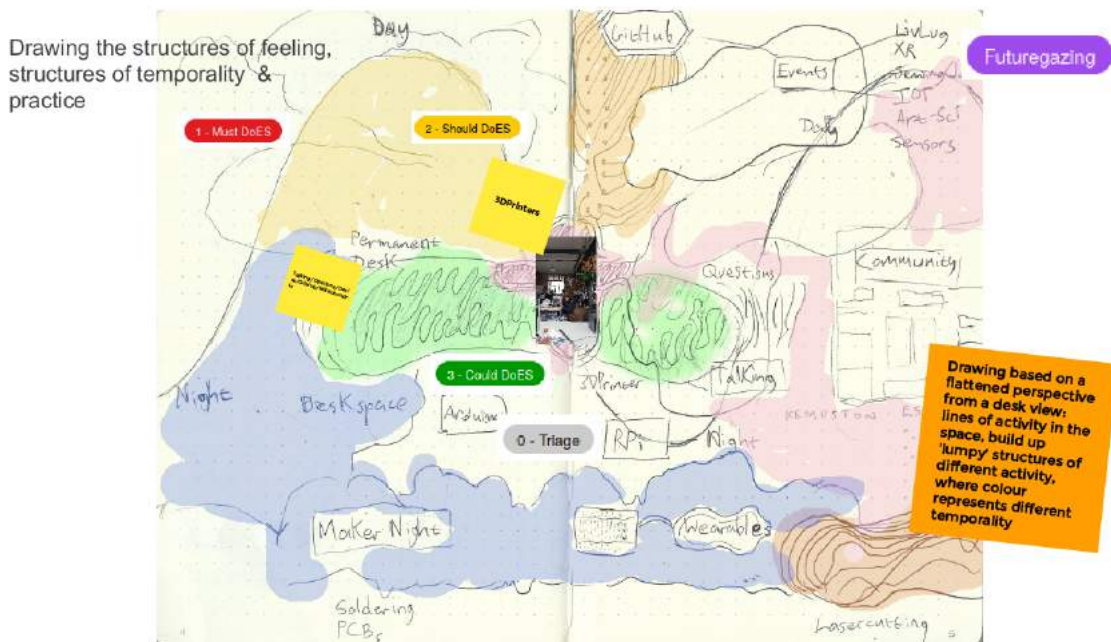 Drawing the structures of feeling,
structures of temporality &
practice
Day
GitHub
Events
LivLug
XR
IOT
Art-Sci
Sensors
Futuregazing
1 - Must DoES
2 - Should DoES
3DPrinters
Permanent
Desk
Questions
Community
3 - Could DoES
3DPrinter
Talking
Night
Deskspace
Arduino
0 - Triage
RPi
Night
KEMPSTON
Drawing based on a
flattened perspective
from a desk view:
lines of activity in the
space, build up
'lumpy' structures of
different activity,
where colour
represents different
temporality
Maker Night
Wearables
Soldering
PCBs
Lasercutting